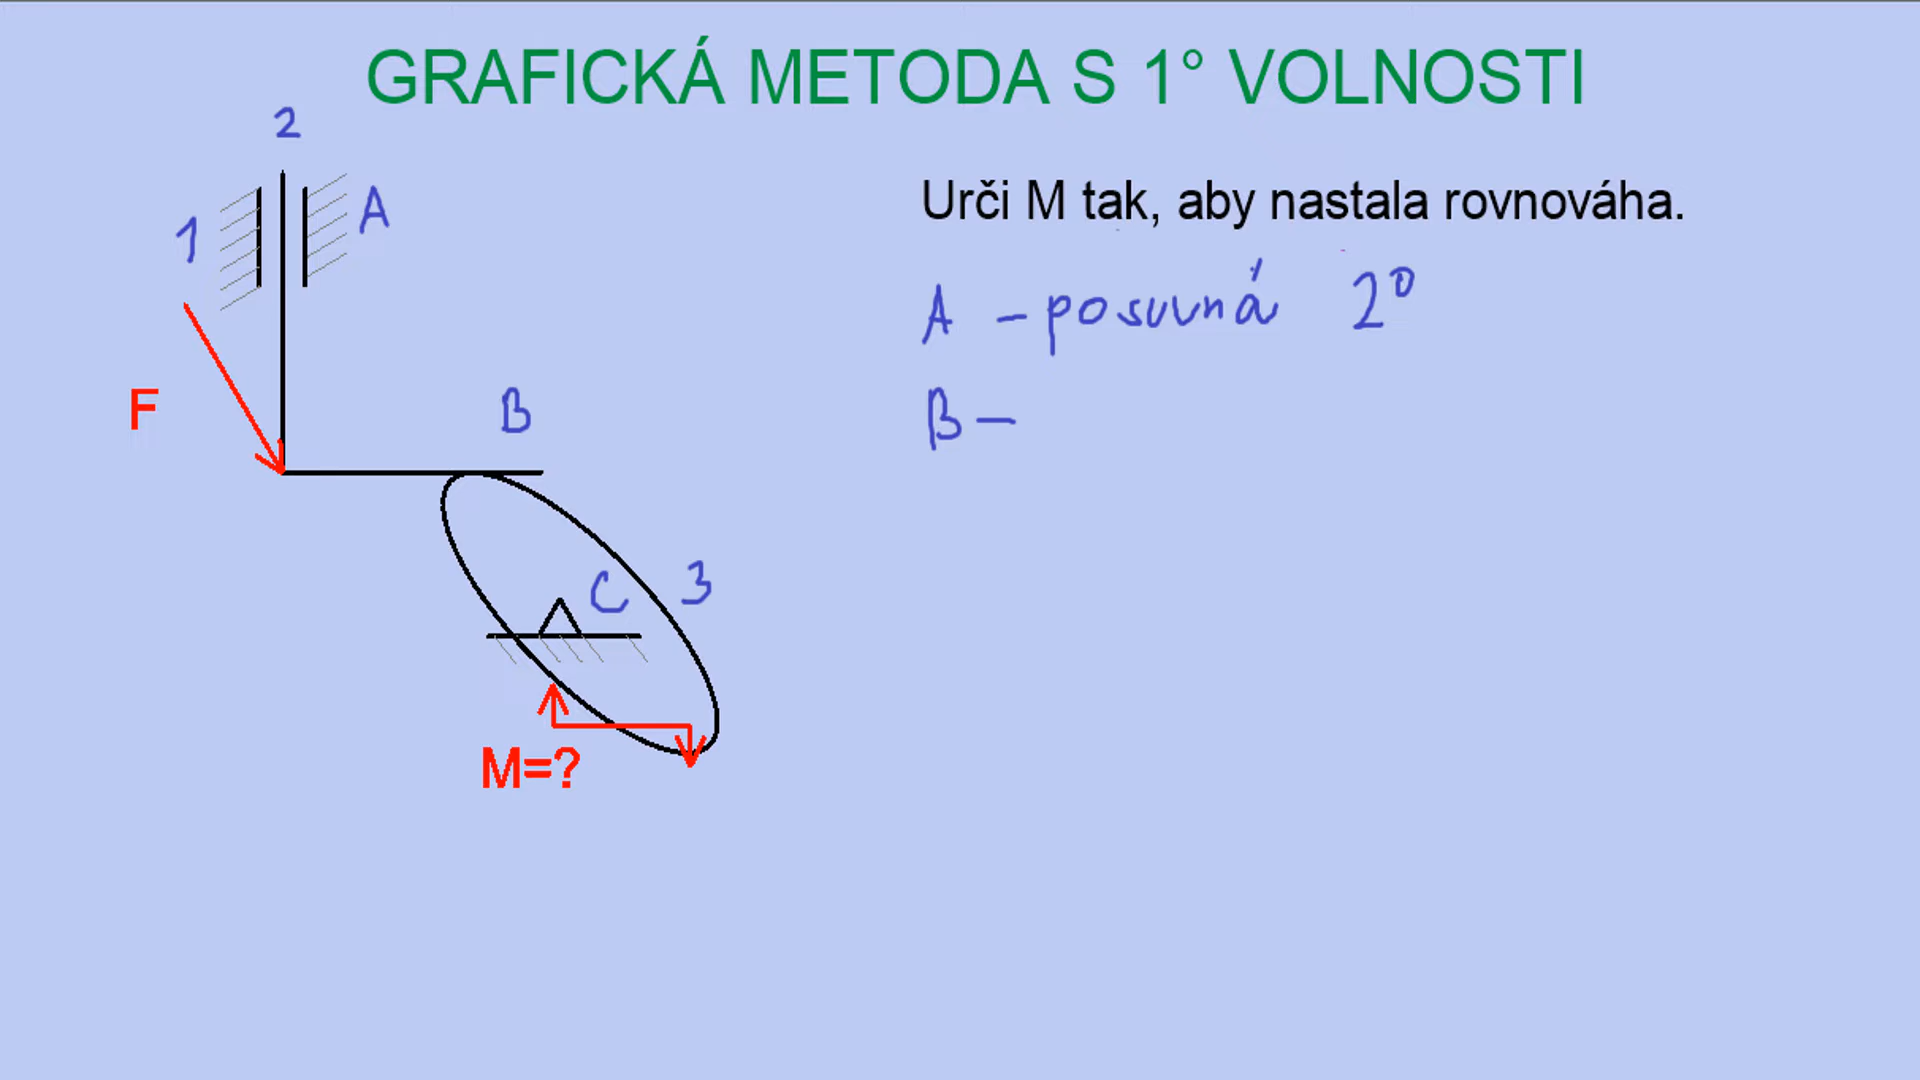 GRAFICKÁ METODA S 1° VOLNOSTI
2
1
A
Urči M tak, aby nastala rovnováha.
A - posuvná 2°
F
B
B -
C
3
M=?